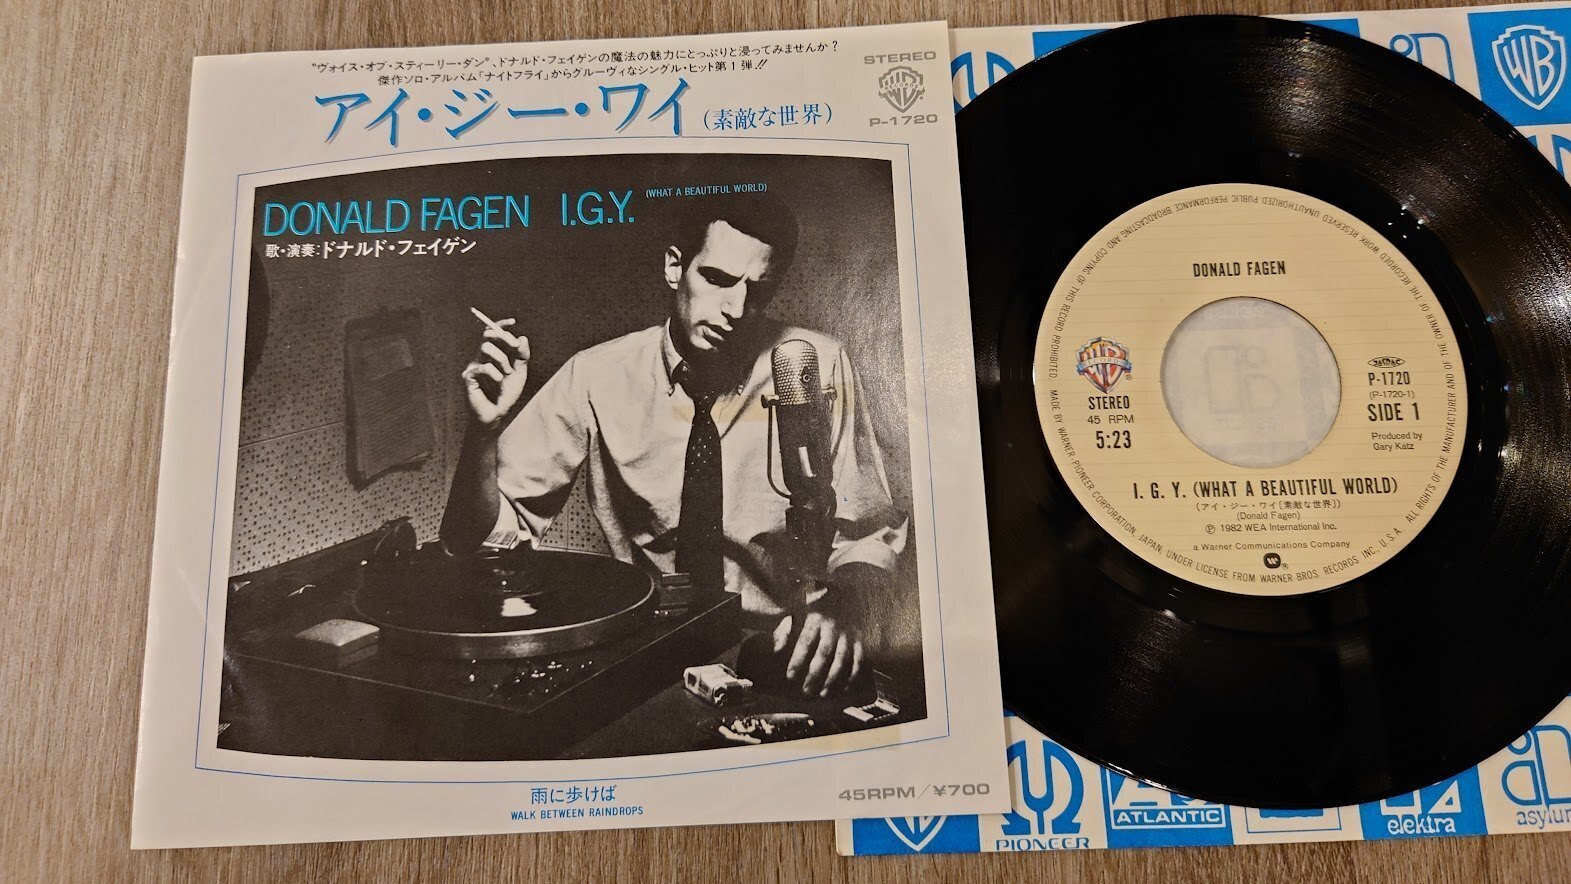 "ヴォイス・オブ・スティーリー・ダン"、ドナルド・フェイゲンの魔法の魅力にとっぷりと浸ってみませんか?
傑作ソロ・アルバム「ナイトフライ」からグルーヴィなシングル・ヒット第1弾!!
アイ・ジー・ワイ(素敵な世界)
STEREO
P-1720
DONALD FAGEN I.G.Y. (WHAT A BEAUTIFUL WORLD)
歌・演奏:ドナルド・フェイゲン
雨に歩けば
WALK BETWEEN RAINDROPS
45RPM/¥700
DONALD FAGEN
WB
RECORDS
®
STEREO
45 RPM
5:23
P-1720
(P-1720-1)
SIDE 1
Produced by
Gary Katz
I. G. Y. (WHAT A BEAUTIFUL WORLD)
(アイ・ジー・ワイ〔素敵な世界〕)
(Donald Fagen)
℗ 1982 WEA International Inc.
a Warner Communications Company
MADE BY WARNER-PIONEER CORPORATION, JAPAN, UNDER LICENSE FROM WARNER BROS. RECORDS INC., U.S.A. ALL RIGHTS OF THE MANUFACTURER AND OF THE OWNER OF THE RECORDED WORK RESERVED UNAUTHORIZED PUBLIC PERFORMANCE BROADCASTING AND COPYING OF THIS RECORD PROHIBITED.
WB
PIONEER
ATLANTIC
elektra
asylum